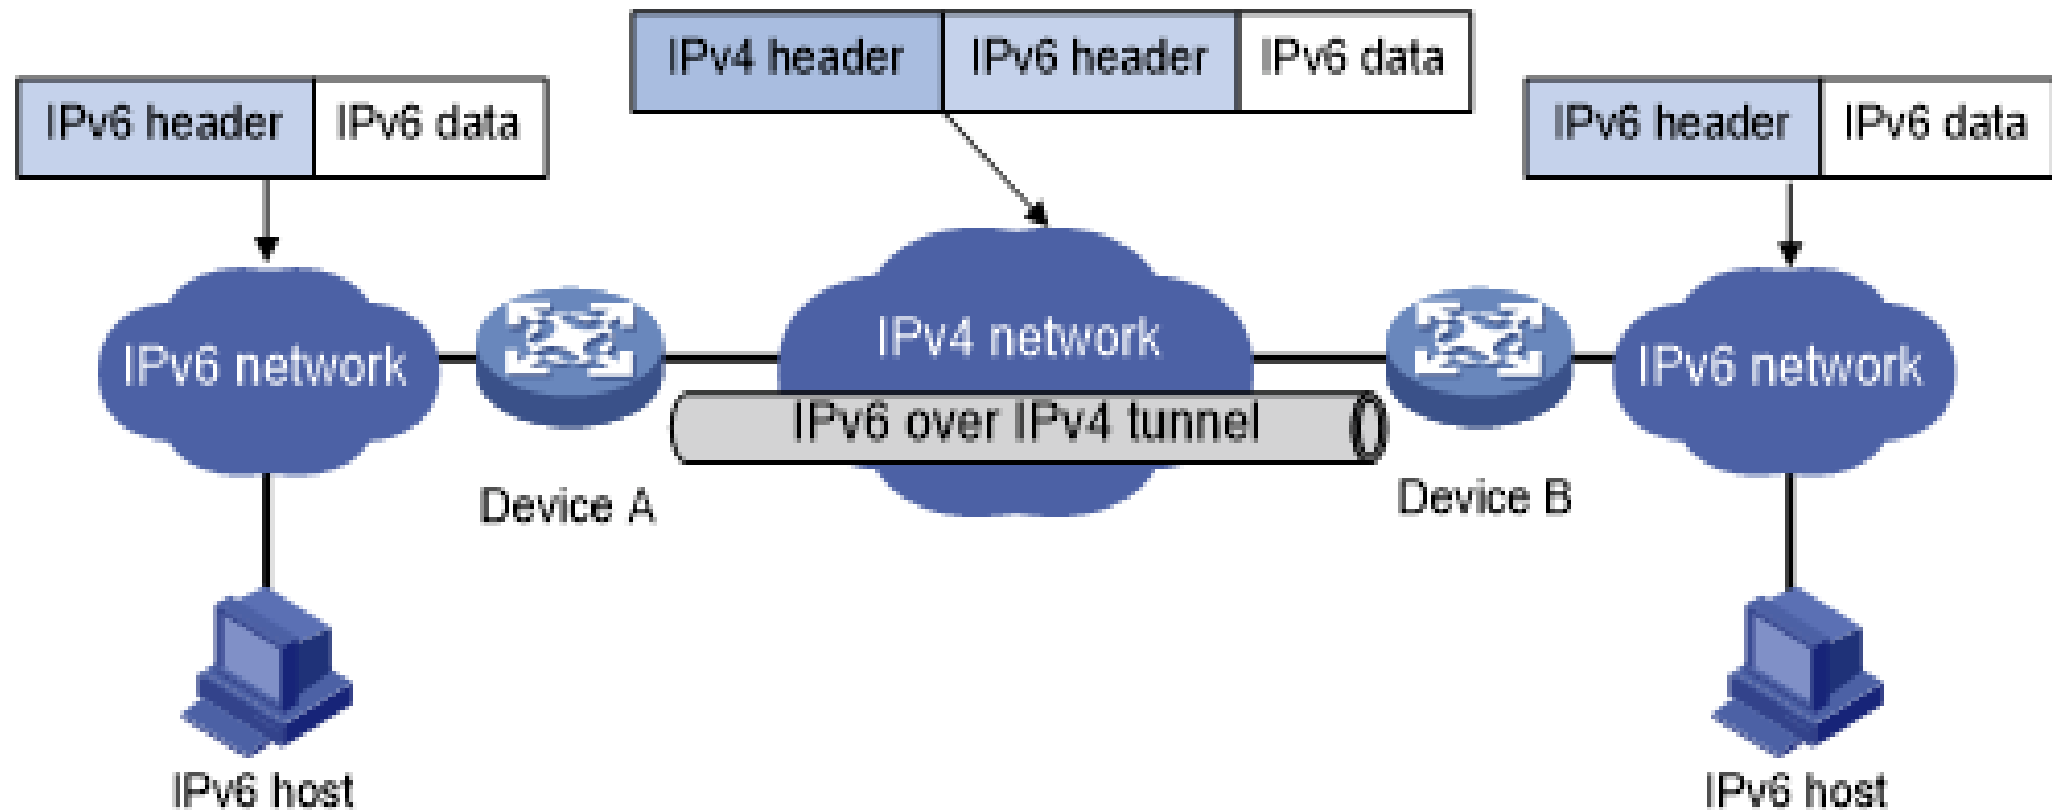 IPv4 header IPv6 header IPv6 data
IPv6 header IPv6 data
IPv6 header IPv6 data
IPv6 network
IPv4 network
IPv6 network
IPv6 over IPv4 tunnel
Device A
Device B
IPv6 host
IPv6 host